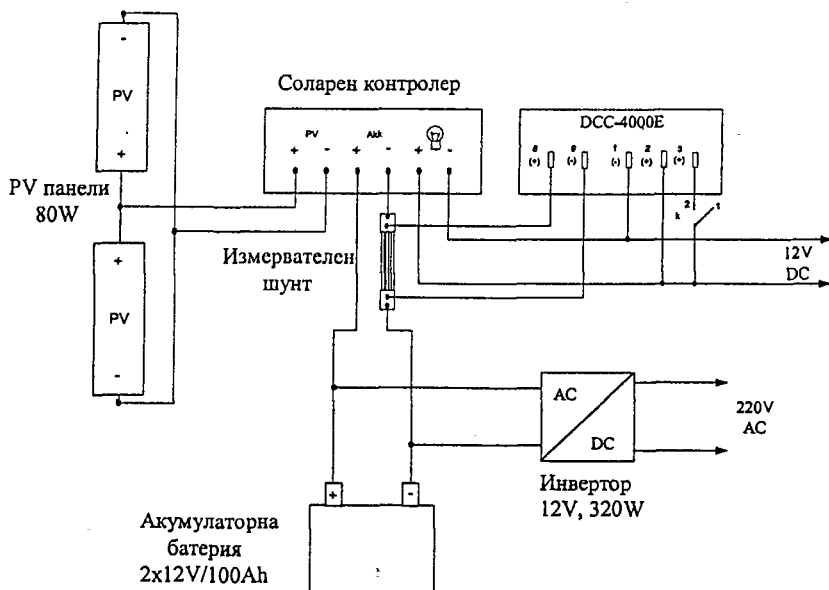 -
PV
+
PV панели
80W
+
PV
-
Соларен контролер
PV
Акк
+ - + - + -
DCC-4000E
8 9 1 2 3
(+) (-) (-) (+) (+)
2
k
1
12V
DC
Измервателен
шунт
AC
DC
220V
AC
Инвертор
12V, 320W
+ -
Акумулаторна
батерия
2x12V/100Ah